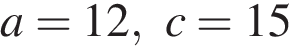 a = 12, c = 15